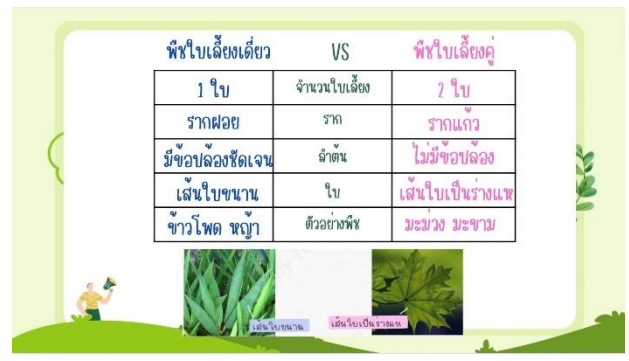 พืชใบเลี้ยงเดี่ยว VS พืชใบเลี้ยงคู่
1 ใบ จำนวนใบเลี้ยง 2 ใบ
รากฝอย ราก รากแก้ว
มีข้อปล้องชัดเจน ลำต้น ไม่มีข้อปล้อง
เส้นใบขนาน ใบ เส้นใบเป็นร่างแห
ข้าวโพด หญ้า ตัวอย่างพืช มะม่วง มะขาม
เส้นใบขนาน เส้นใบเป็นร่างแห